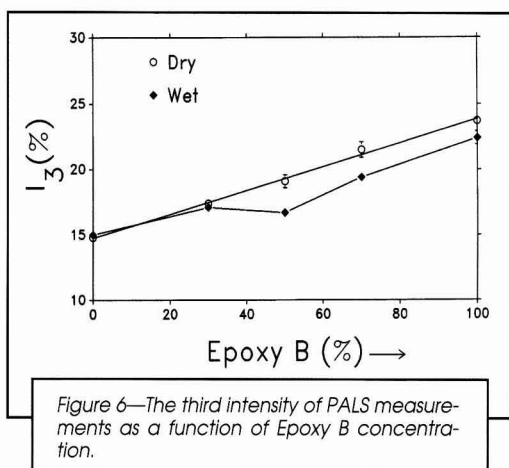 30
25
20
15
10
I3 (%)
Dry
Wet
0 20 40 60 80 100
Epoxy B (%) →
Figure 6—The third intensity of PALS measure-
ments as a function of Epoxy B concentra-
tion.